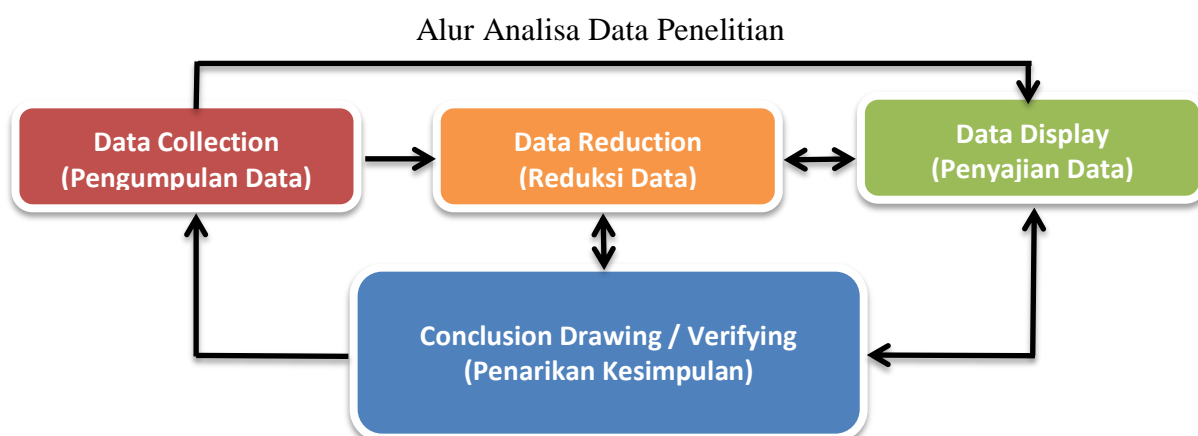 Alur Analisa Data Penelitian
Data Collection
(Pengumpulan Data)
Data Reduction
(Reduksi Data)
Data Display
(Penyajian Data)
Conclusion Drawing / Verifying
(Penarikan Kesimpulan)